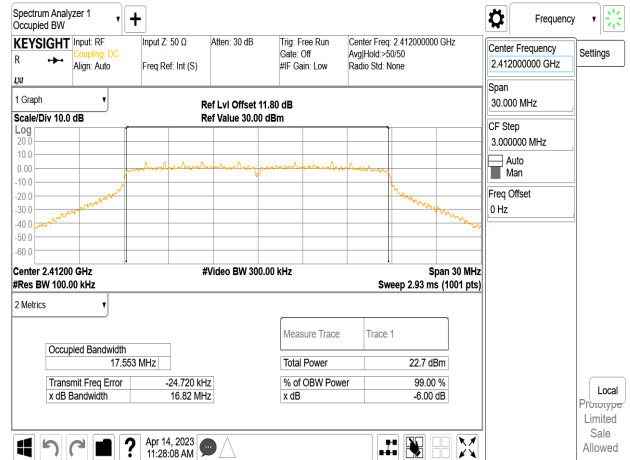 Spectrum Analyzer 1
Occupied BW
Frequency
KEYSIGHT
R
LXI
Input: RF
Coupling: DC
Align: Auto
Input Z: 50 Ω
Freq Ref: Int (S)
Atten: 30 dB
Trig: Free Run
Gate: Off
#IF Gain: Low
Center Freq: 2.412000000 GHz
Avg|Hold:>50/50
Radio Std: None
Center Frequency
2.412000000 GHz
Settings
Span
30.000 MHz
CF Step
3.000000 MHz
Auto
Man
Freq Offset
0 Hz
1 Graph
Scale/Div 10.0 dB
Ref Lvl Offset 11.80 dB
Ref Value 30.00 dBm
Log
20.0
10.0
0.00
-10.0
-20.0
-30.0
-40.0
-50.0
-60.0
Center 2.41200 GHz
#Res BW 100.00 kHz
#Video BW 300.00 kHz
Span 30 MHz
Sweep 2.93 ms (1001 pts)
2 Metrics
Measure Trace Trace 1
Occupied Bandwidth
17.553 MHz
Total Power 22.7 dBm
Transmit Freq Error -24.720 kHz
% of OBW Power 99.00 %
x dB Bandwidth 16.82 MHz
x dB -6.00 dB
Local
Prototype
Limited
Sale
Allowed
?
Apr 14, 2023
11:28:08 AM